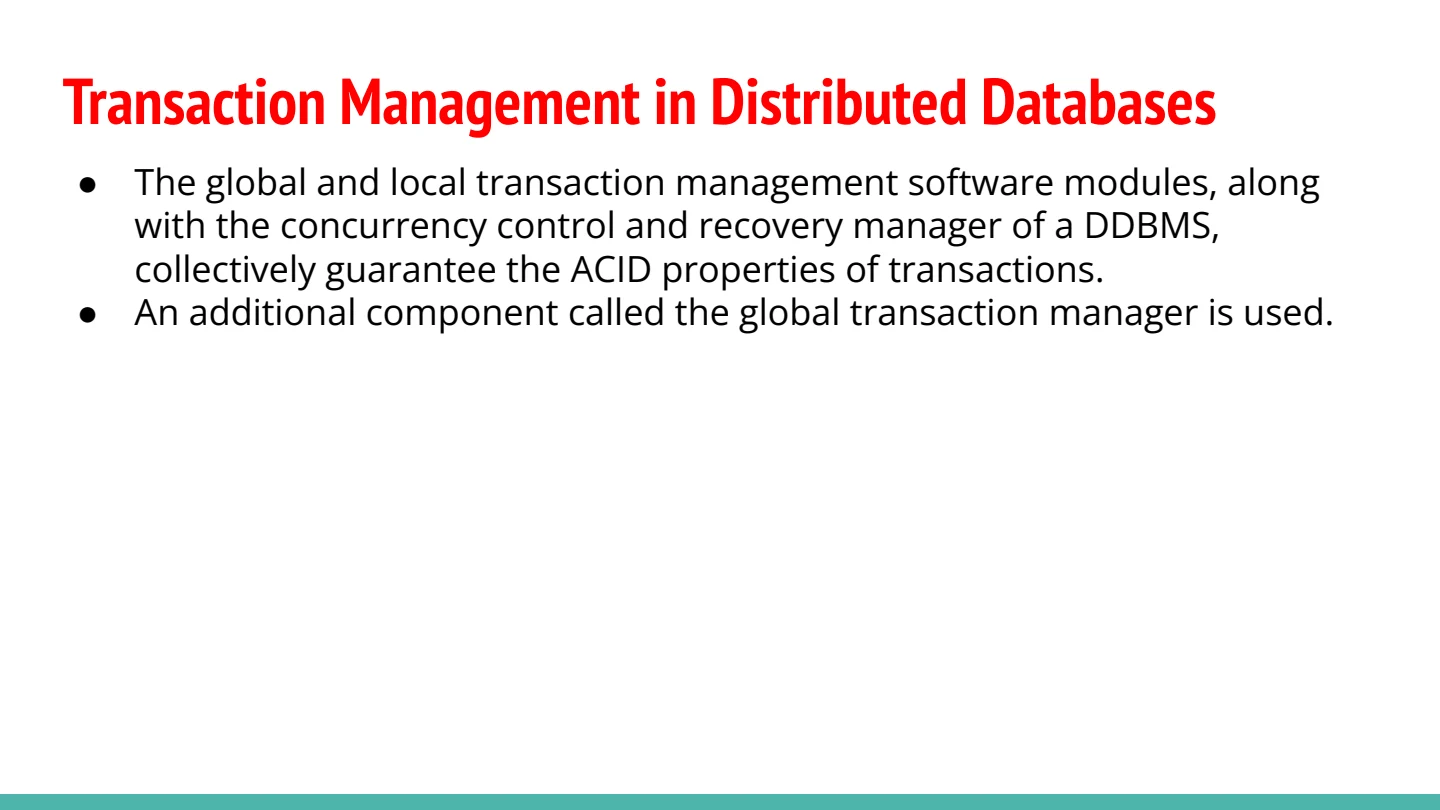 Transaction Management in Distributed Databases
● The global and local transaction management software modules, along
with the concurrency control and recovery manager of a DDBMS,
collectively guarantee the ACID properties of transactions.
● An additional component called the global transaction manager is used.